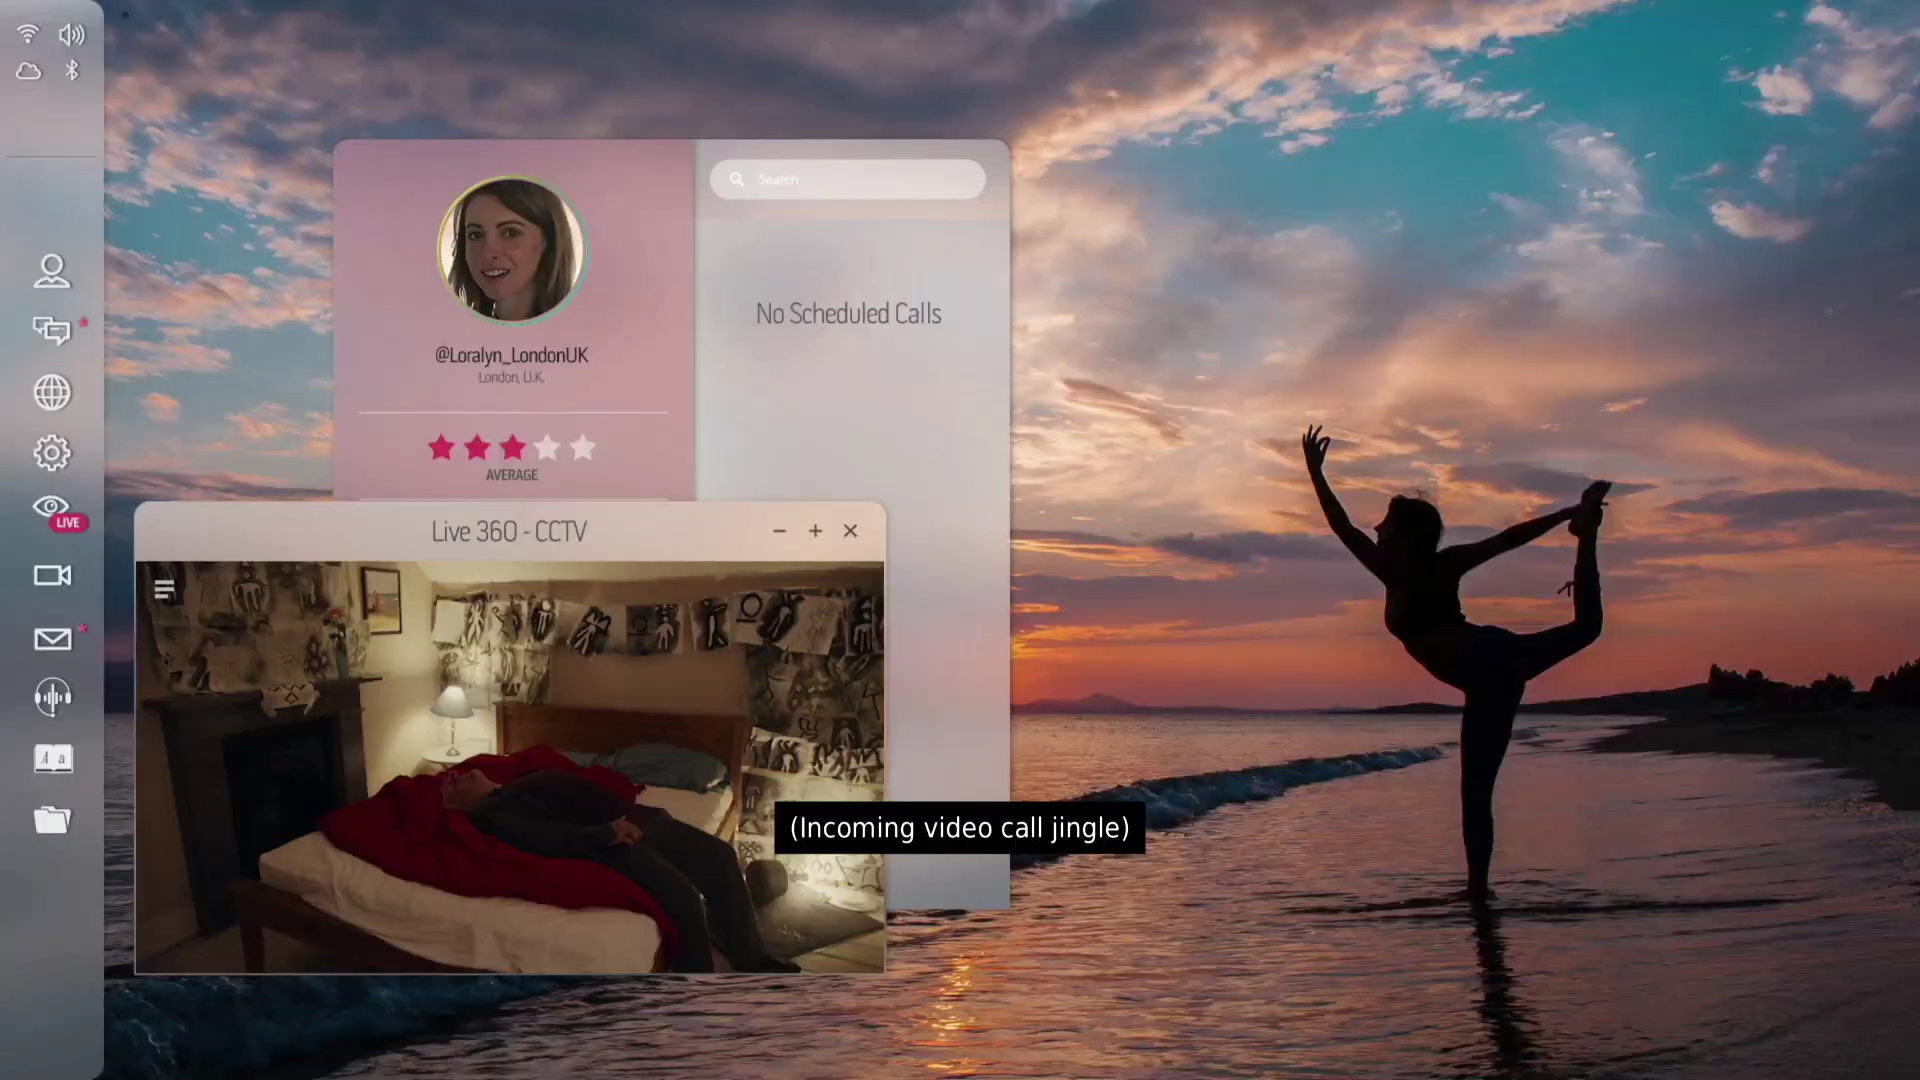 Search
No Scheduled Calls
@Loralyn_LondonUK
London, U.K.
AVERAGE
Live 360 - CCTV
LIVE
A a
(Incoming video call jingle)